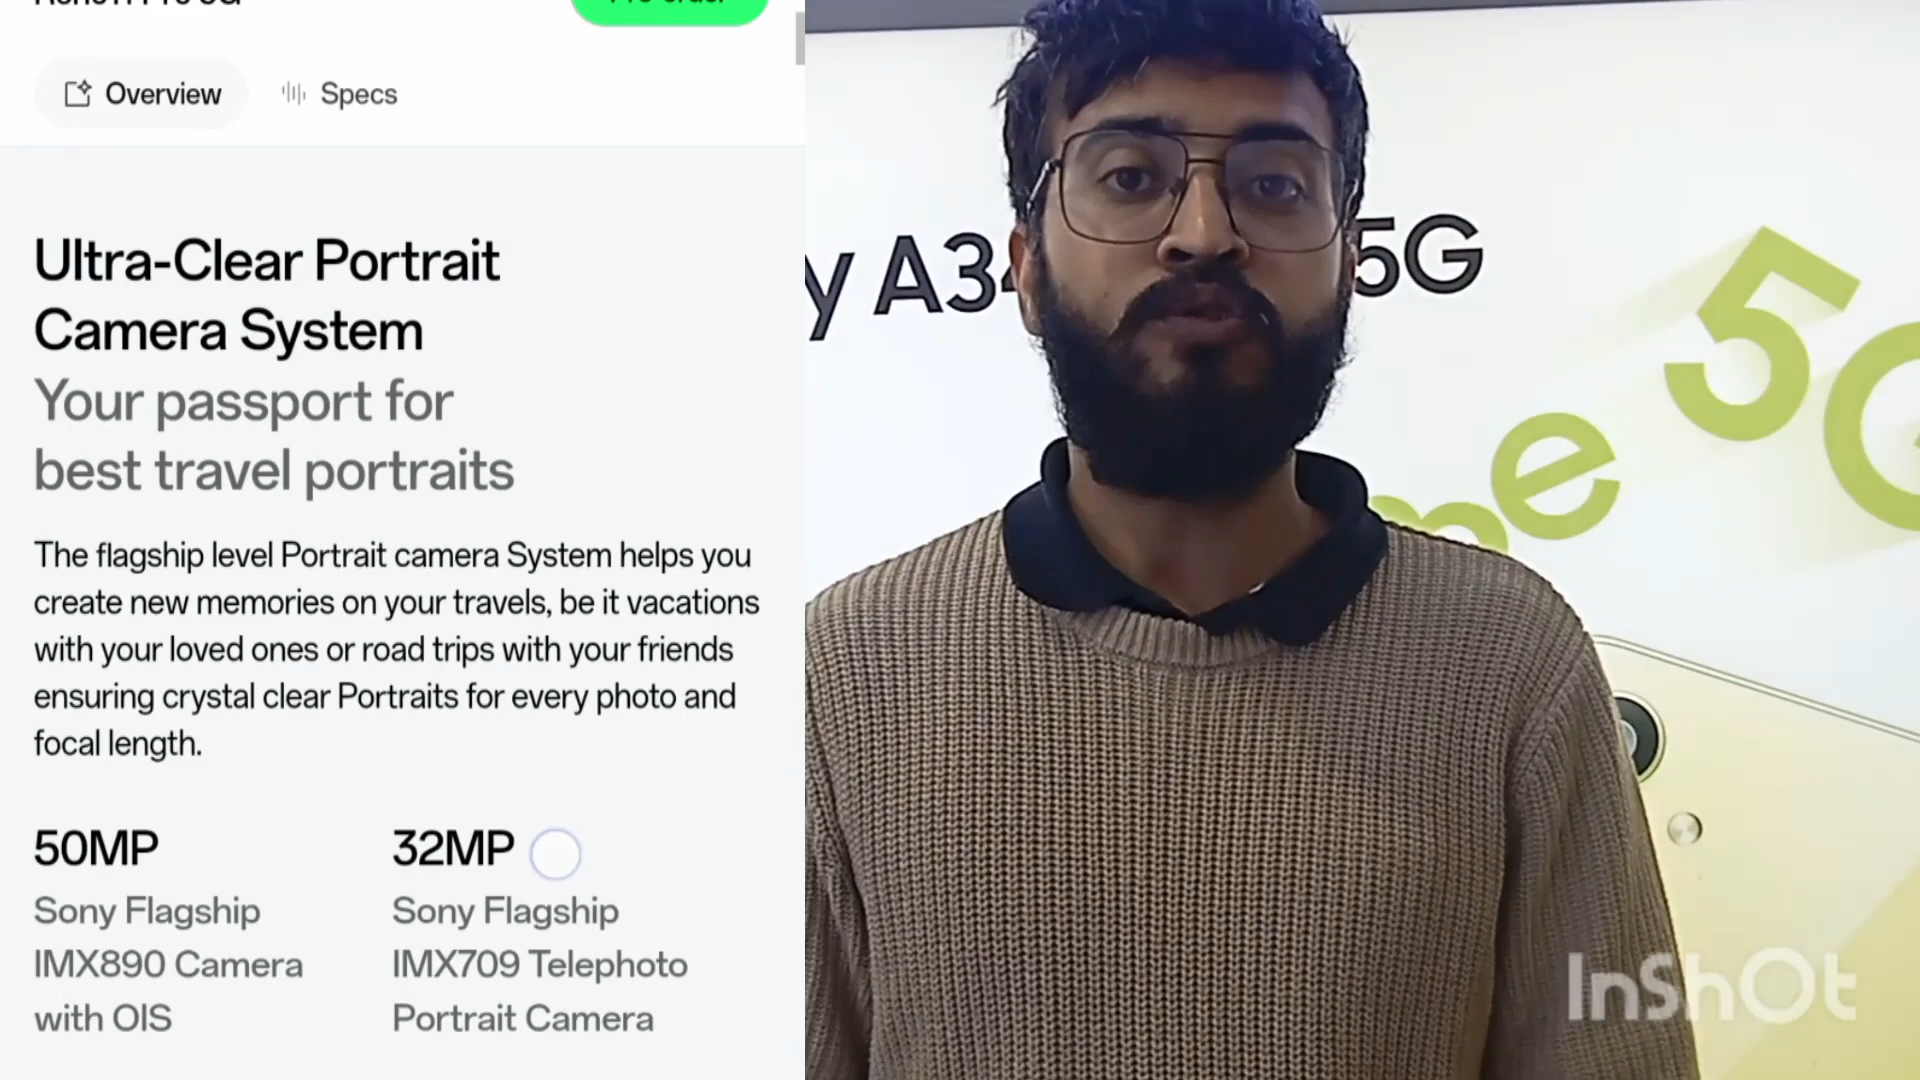 Overview
Specs
Ultra-Clear Portrait
Camera System
Your passport for
best travel portraits
The flagship level Portrait camera System helps you
create new memories on your travels, be it vacations
with your loved ones or road trips with your friends
ensuring crystal clear Portraits for every photo and
focal length.
50MP
Sony Flagship
IMX890 Camera
with OIS
32MP
Sony Flagship
IMX709 Telephoto
Portrait Camera
y A3
5G
e 5G
InShOt